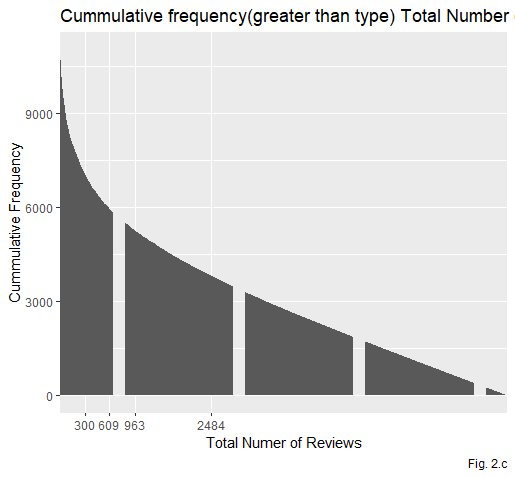 Cummulative frequency(greater than type) Total Number
Cummulative Frequency
9000
6000
3000
0
300 609 963 2484
Total Numer of Reviews
Fig. 2.c